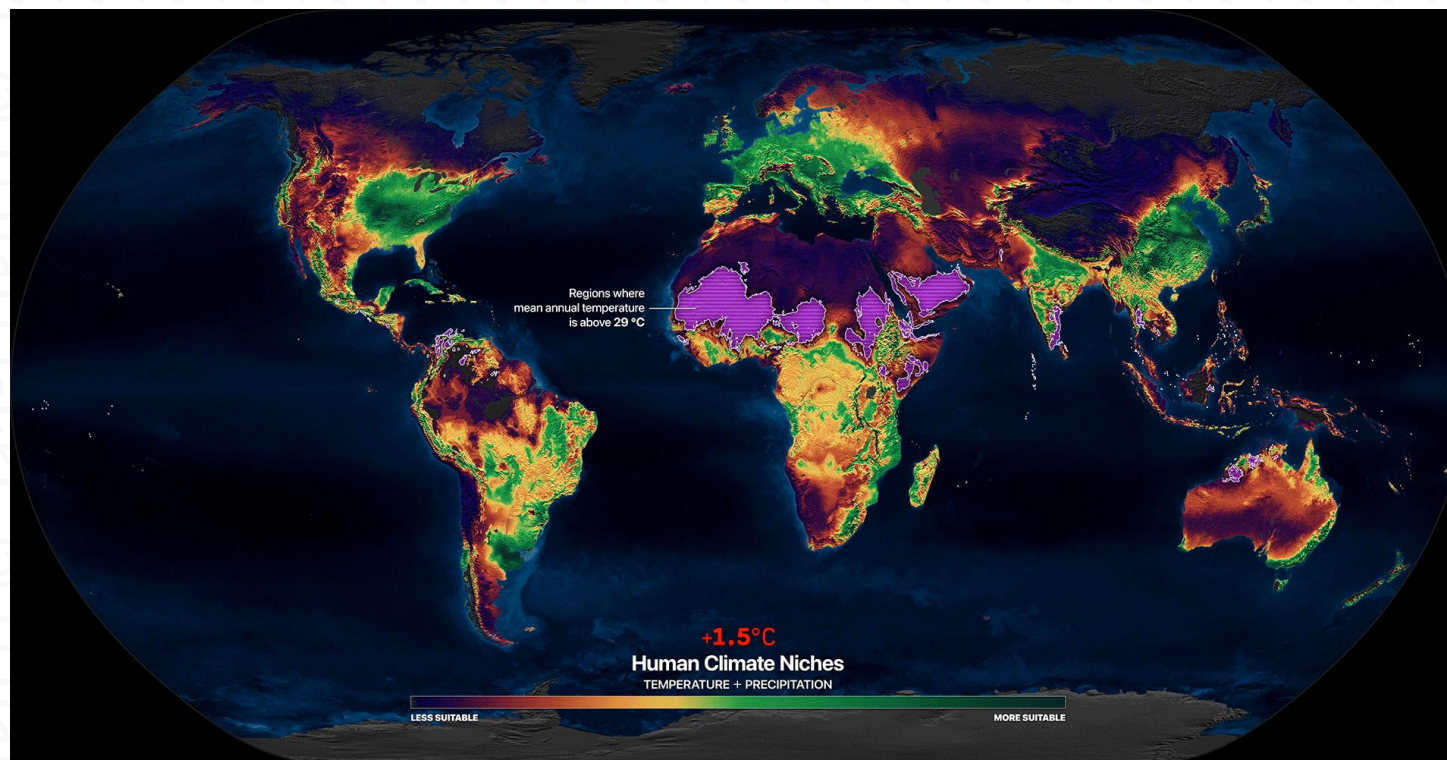 Regions where
mean annual temperature
is above 29 °C
+1.5°C
Human Climate Niches
TEMPERATURE + PRECIPITATION
LESS SUITABLE
MORE SUITABLE